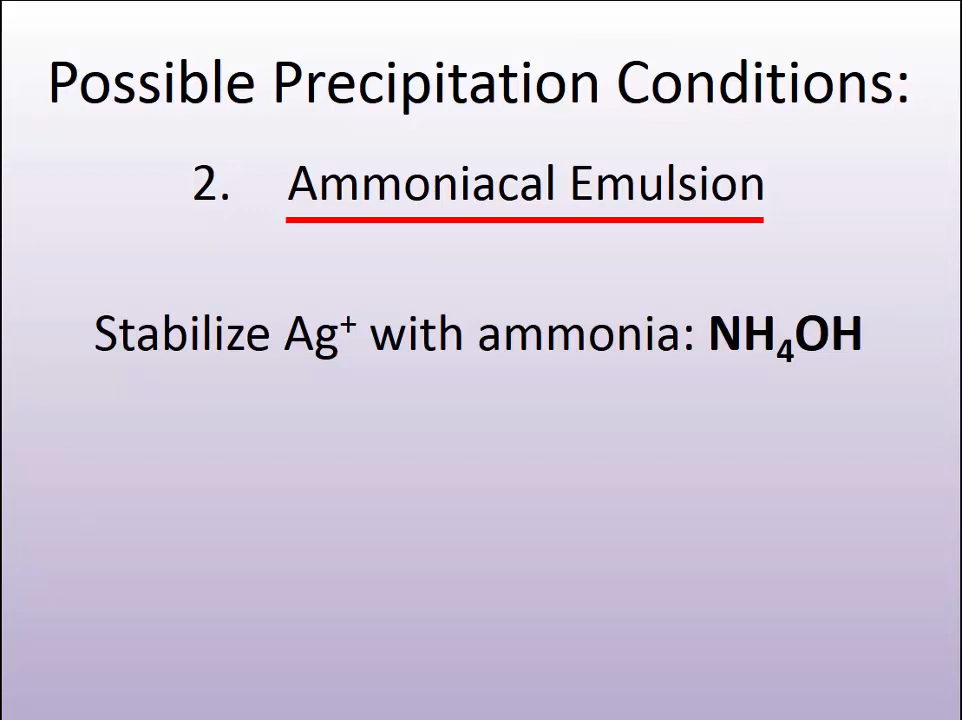 Possible Precipitation Conditions:
2. Ammoniacal Emulsion
Stabilize Ag⁺ with ammonia: NH₄OH